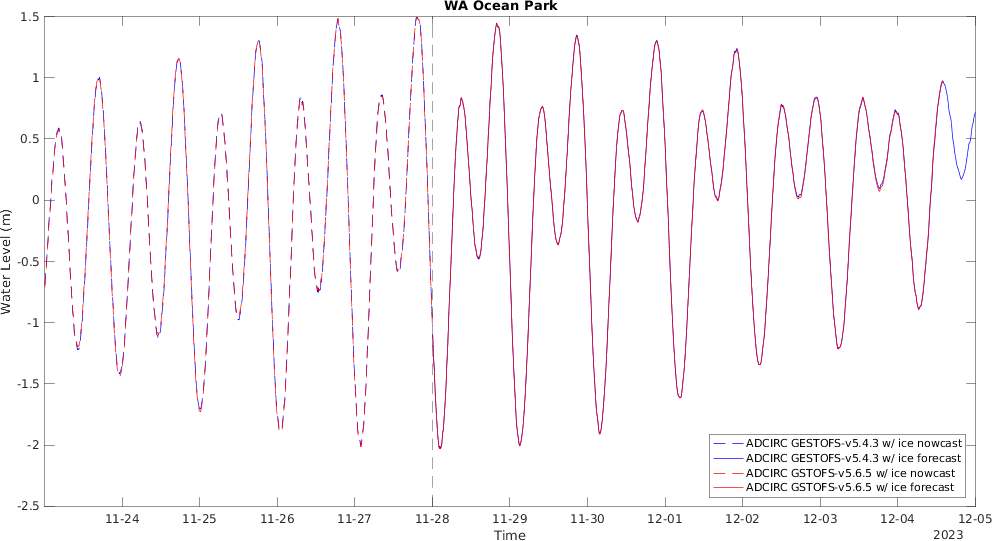 WA Ocean Park
1.5
1
0.5
0
-0.5
-1
-1.5
-2
-2.5
Water Level (m)
11-24 11-25 11-26 11-27 11-28 11-29 11-30 12-01 12-02 12-03 12-04 12-05
Time
2023
ADCIRC GESTOFS-v5.4.3 w/ ice nowcast
ADCIRC GESTOFS-v5.4.3 w/ ice forecast
ADCIRC GSTOFS-v5.6.5 w/ ice nowcast
ADCIRC GSTOFS-v5.6.5 w/ ice forecast